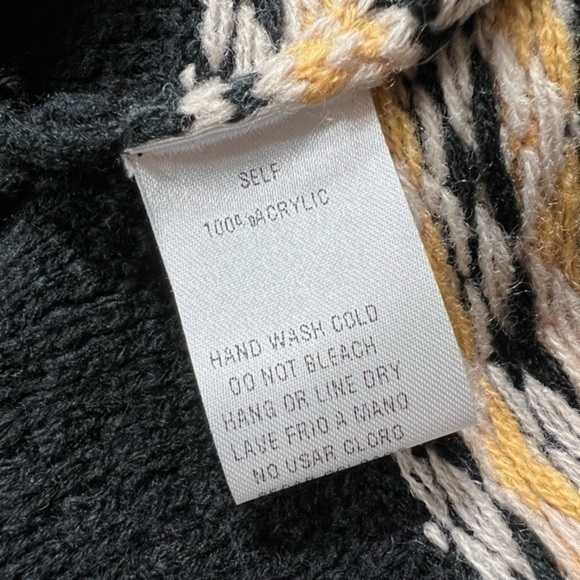 SELF
100% ACRYLIC
HAND WASH COLD
DO NOT BLEACH
HANG OR LINE DRY
LAVE FRIO A MANO
NO USAR CLORO